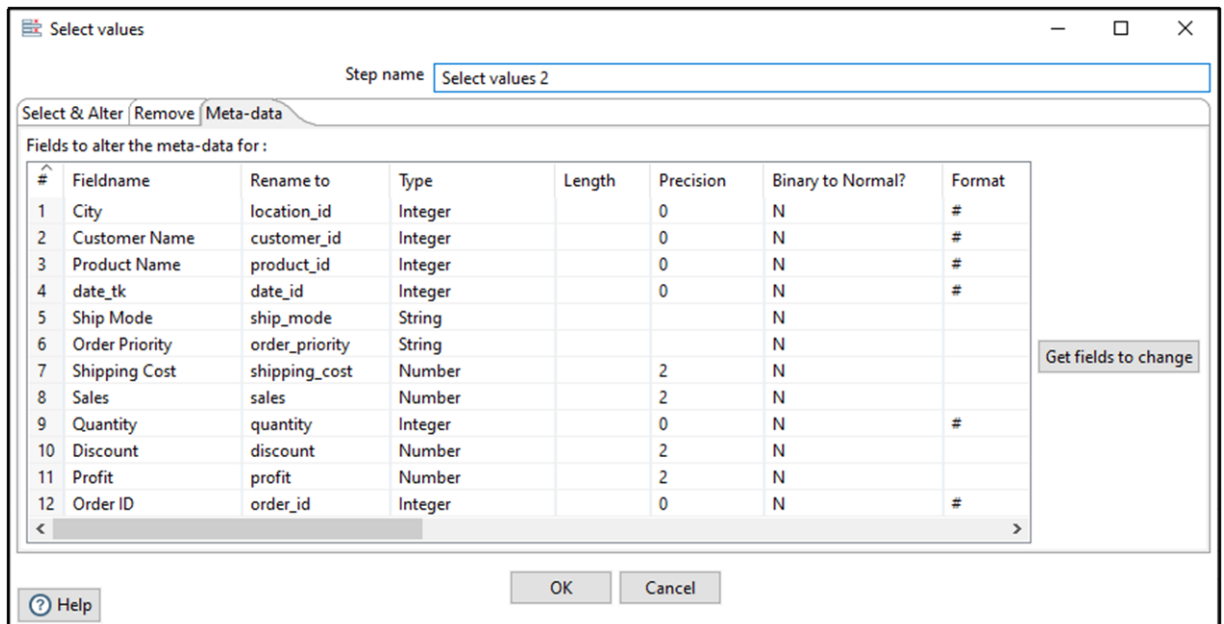 Select values
Step name Select values 2
Select & Alter Remove Meta-data
Fields to alter the meta-data for :
# Fieldname Rename to Type Length Precision Binary to Normal? Format
1 City location_id Integer 0 N #
2 Customer Name customer_id Integer 0 N #
3 Product Name product_id Integer 0 N #
4 date_tk date_id Integer 0 N #
5 Ship Mode ship_mode String N
6 Order Priority order_priority String N
Get fields to change
7 Shipping Cost shipping_cost Number 2 N
8 Sales sales Number 2 N
9 Quantity quantity Integer 0 N #
10 Discount discount Number 2 N
11 Profit profit Number 2 N
12 Order ID order_id Integer 0 N #
OK Cancel
Help